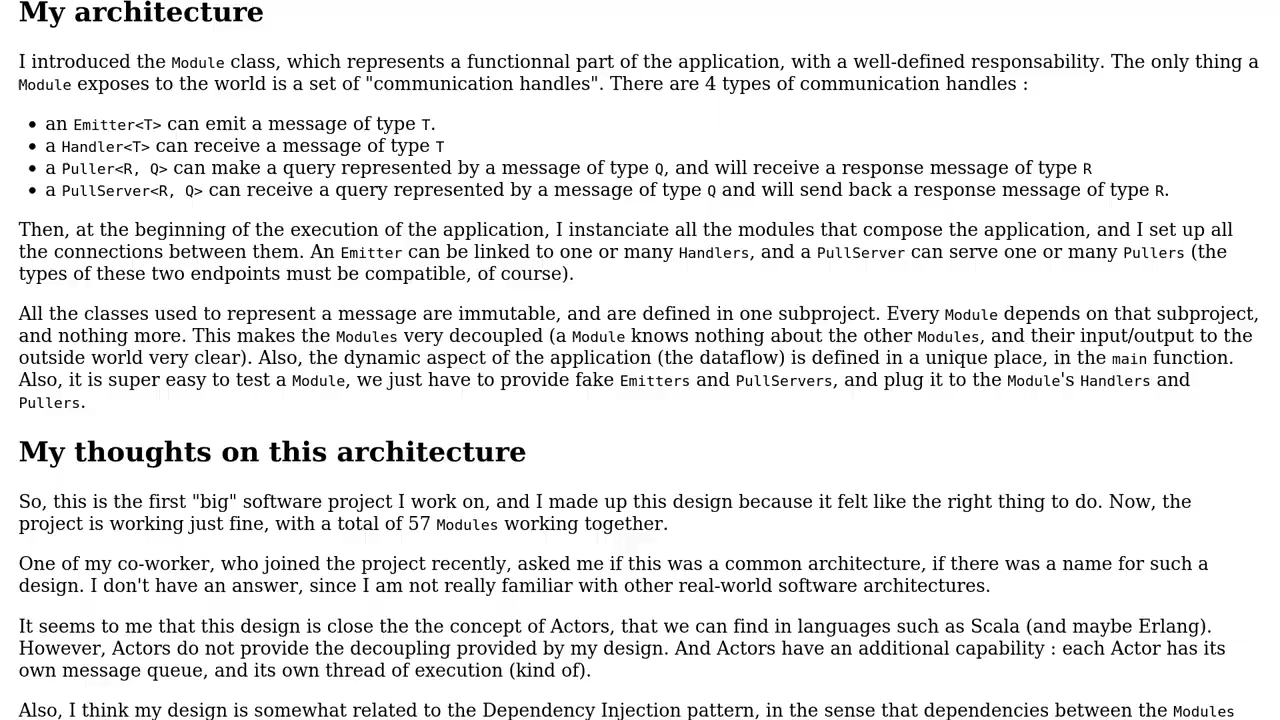 My architecture
I introduced the Module class, which represents a functionnal part of the application, with a well-defined responsability. The only thing a
Module exposes to the world is a set of "communication handles". There are 4 types of communication handles :
• an Emitter<T> can emit a message of type T.
• a Handler<T> can receive a message of type T
• a Puller<R, Q> can make a query represented by a message of type Q, and will receive a response message of type R
• a PullServer<R, Q> can receive a query represented by a message of type Q and will send back a response message of type R.
Then, at the beginning of the execution of the application, I instanciate all the modules that compose the application, and I set up all
the connections between them. An Emitter can be linked to one or many Handlers, and a PullServer can serve one or many Pullers (the
types of these two endpoints must be compatible, of course).
All the classes used to represent a message are immutable, and are defined in one subproject. Every Module depends on that subproject,
and nothing more. This makes the Modules very decoupled (a Module knows nothing about the other Modules, and their input/output to the
outside world very clear). Also, the dynamic aspect of the application (the dataflow) is defined in a unique place, in the main function.
Also, it is super easy to test a Module, we just have to provide fake Emitters and PullServers, and plug it to the Module's Handlers and
Pullers.
My thoughts on this architecture
So, this is the first "big" software project I work on, and I made up this design because it felt like the right thing to do. Now, the
project is working just fine, with a total of 57 Modules working together.
One of my co-worker, who joined the project recently, asked me if this was a common architecture, if there was a name for such a
design. I don't have an answer, since I am not really familiar with other real-world software architectures.
It seems to me that this design is close the the concept of Actors, that we can find in languages such as Scala (and maybe Erlang).
However, Actors do not provide the decoupling provided by my design. And Actors have an additional capability : each Actor has its
own message queue, and its own thread of execution (kind of).
Also, I think my design is somewhat related to the Dependency Injection pattern, in the sense that dependencies between the Modules